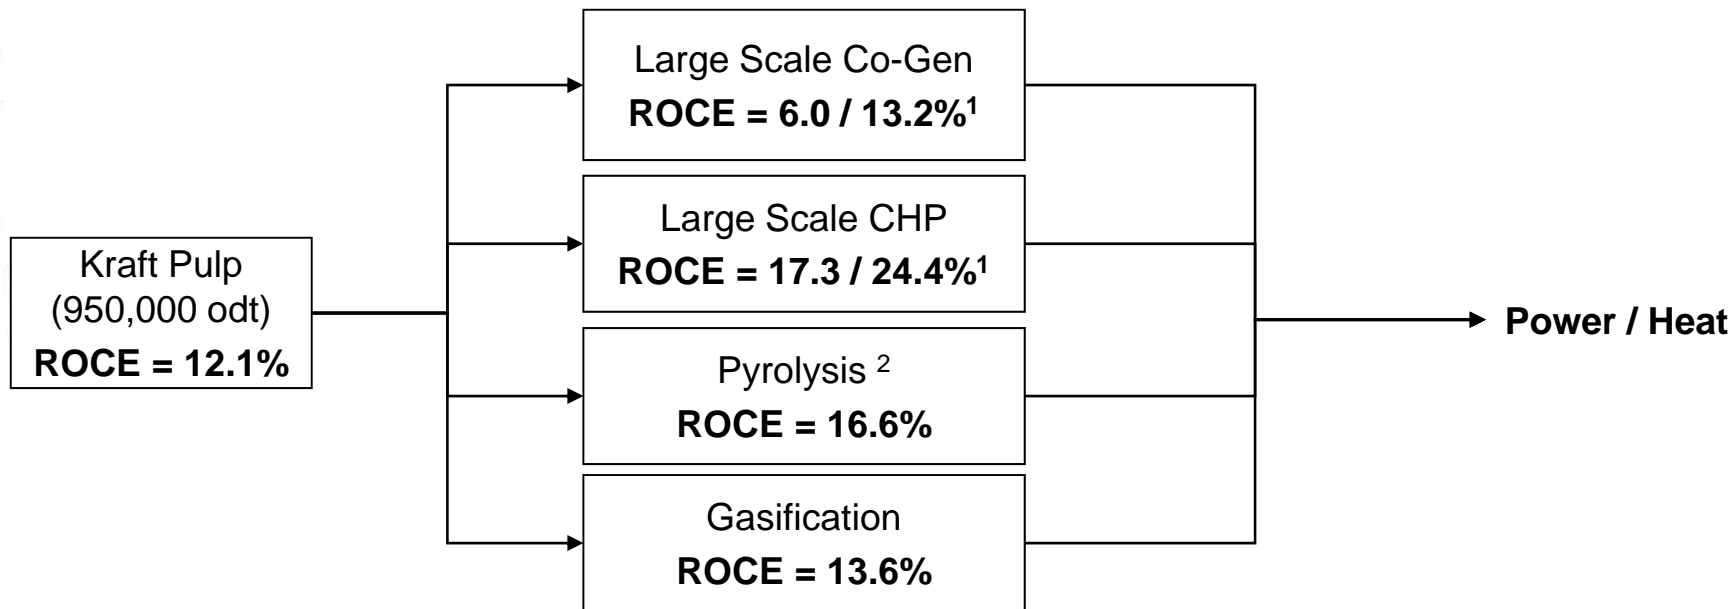 Large Scale Co-Gen
ROCE = 6.0 / 13.2%¹
Large Scale CHP
ROCE = 17.3 / 24.4%¹
Kraft Pulp
(950,000 odt)
ROCE = 12.1%
Power / Heat
Pyrolysis ²
ROCE = 16.6%
Gasification
ROCE = 13.6%